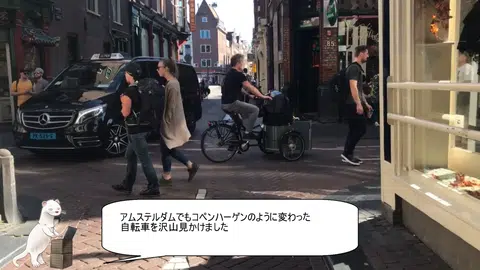 85
アムステルダムでもコペンハーゲンのように変わった
自転車を沢山見かけました